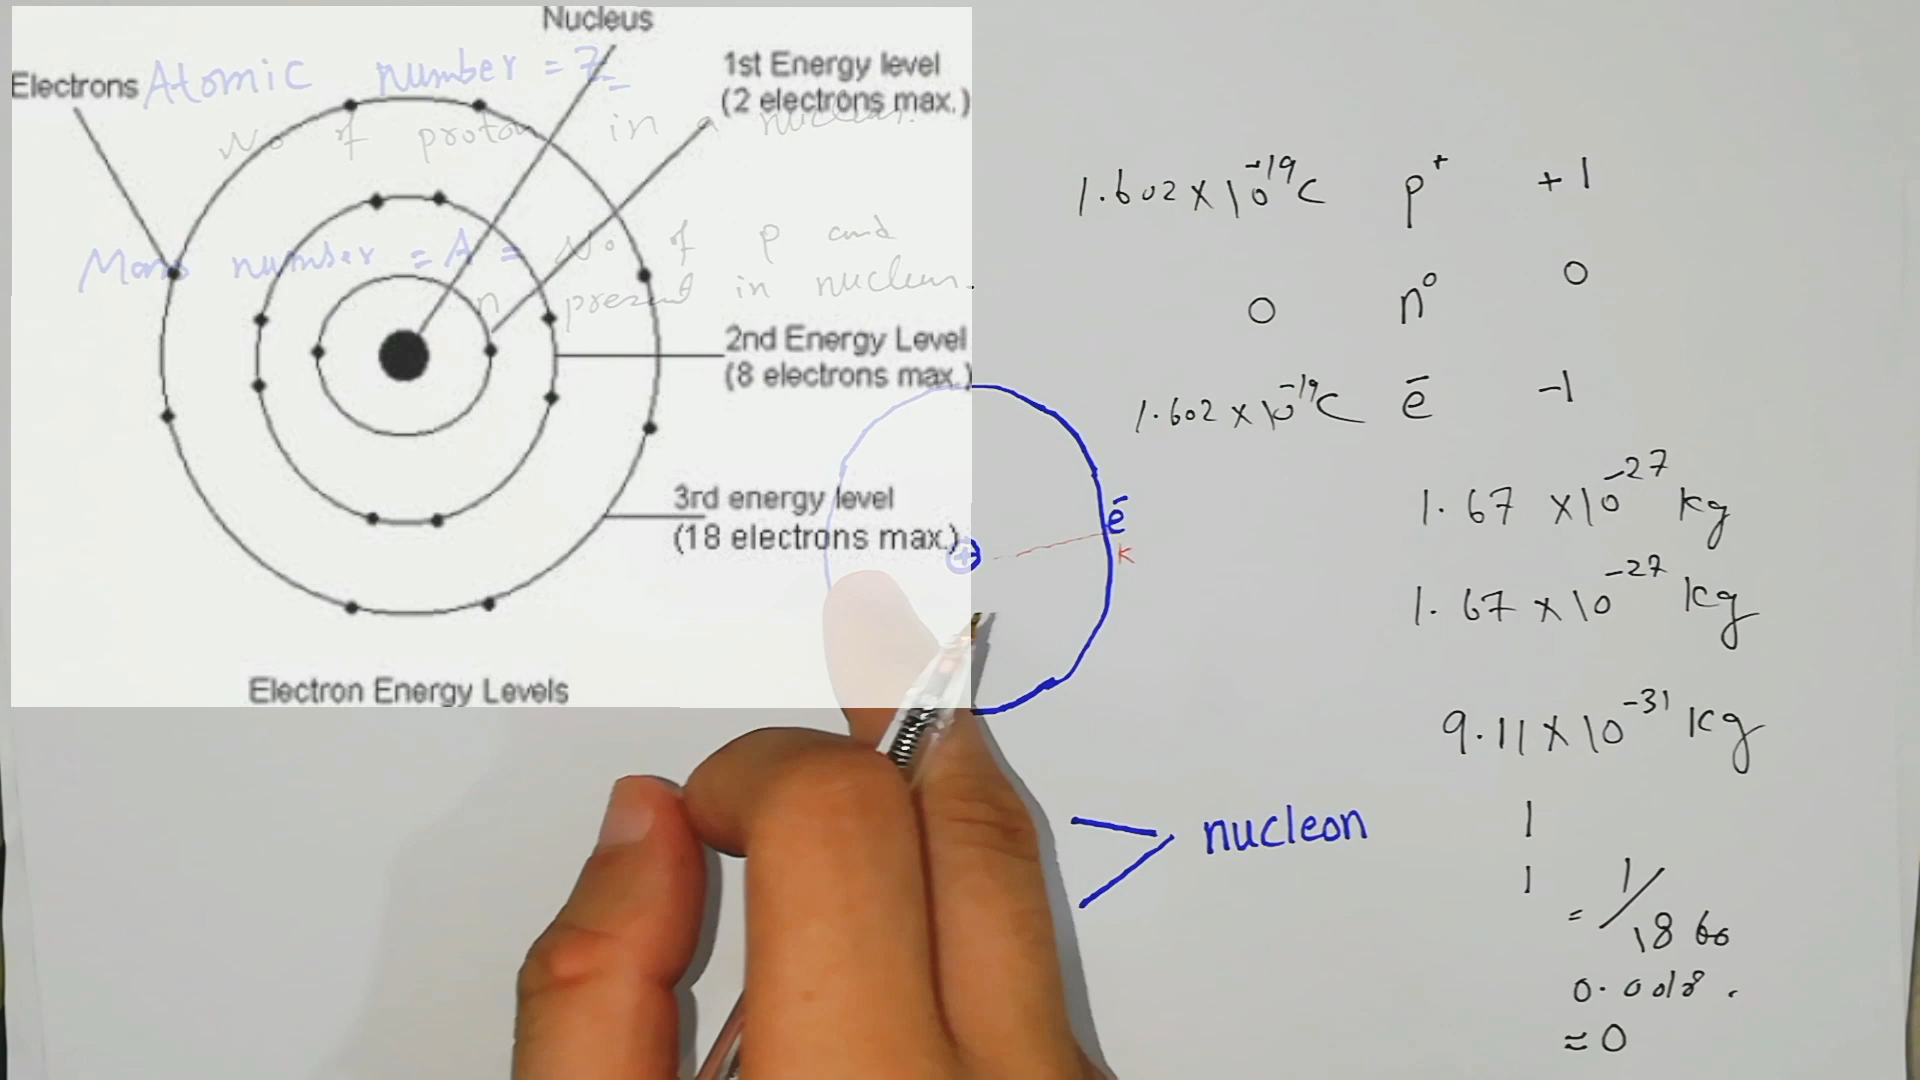 Nucleus
Electrons
1st Energy level
(2 electrons max.)
2nd Energy Level
(8 electrons max.)
3rd energy level
(18 electrons max.)
Electron Energy Levels
Atomic number = Z
No of proton in a nucleus.
Mass number = A = No of p and
n present in nucleus.
1.602 × 10⁻¹⁹ C p⁺ +1
0 n⁰ 0
1.602 × 10⁻¹⁹ C e⁻ -1
1.67 × 10⁻²⁷ kg
1.67 × 10⁻²⁷ kg
9.11 × 10⁻³¹ kg
+
e⁻
K
nucleon
1
1
= 1/1860
0.0018.
≈ 0